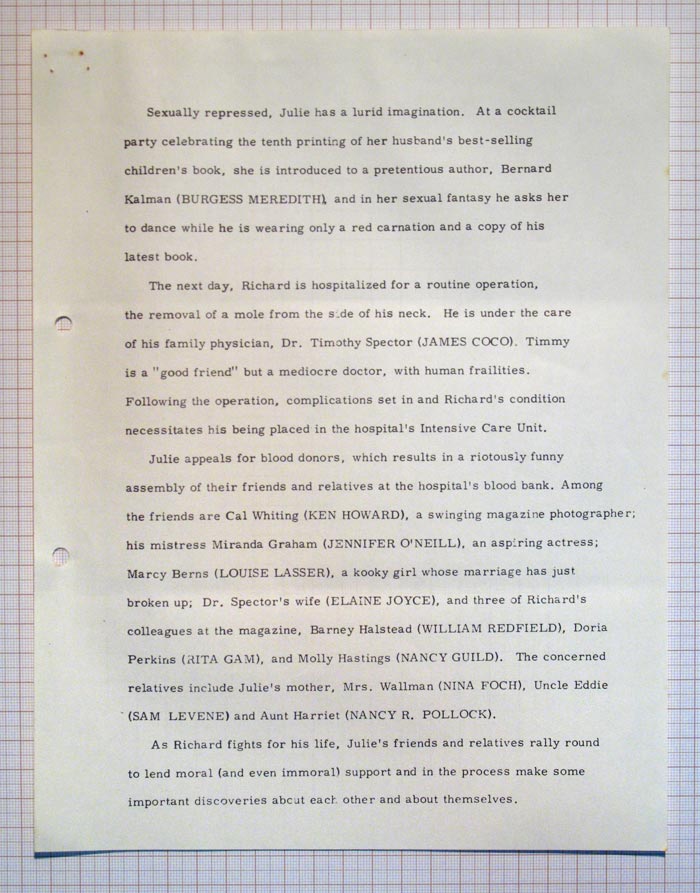 Sexually repressed, Julie has a lurid imagination. At a cocktail
party celebrating the tenth printing of her husband's best-selling
children's book, she is introduced to a pretentious author, Bernard
Kalman (BURGESS MEREDITH), and in her sexual fantasy he asks her
to dance while he is wearing only a red carnation and a copy of his
latest book.
The next day, Richard is hospitalized for a routine operation,
the removal of a mole from the side of his neck. He is under the care
of his family physician, Dr. Timothy Spector (JAMES COCO). Timmy
is a "good friend" but a mediocre doctor, with human frailities.
Following the operation, complications set in and Richard's condition
necessitates his being placed in the hospital's Intensive Care Unit.
Julie appeals for blood donors, which results in a riotously funny
assembly of their friends and relatives at the hospital's blood bank. Among
the friends are Cal Whiting (KEN HOWARD), a swinging magazine photographer;
his mistress Miranda Graham (JENNIFER O'NEILL), an aspiring actress;
Marcy Berns (LOUISE LASSER), a kooky girl whose marriage has just
broken up; Dr. Spector's wife (ELAINE JOYCE), and three of Richard's
colleagues at the magazine, Barney Halstead (WILLIAM REDFIELD), Doria
Perkins (RITA GAM), and Molly Hastings (NANCY GUILD). The concerned
relatives include Julie's mother, Mrs. Wallman (NINA FOCH), Uncle Eddie
(SAM LEVENE) and Aunt Harriet (NANCY R. POLLOCK).
As Richard fights for his life, Julie's friends and relatives rally round
to lend moral (and even immoral) support and in the process make some
important discoveries about each other and about themselves.